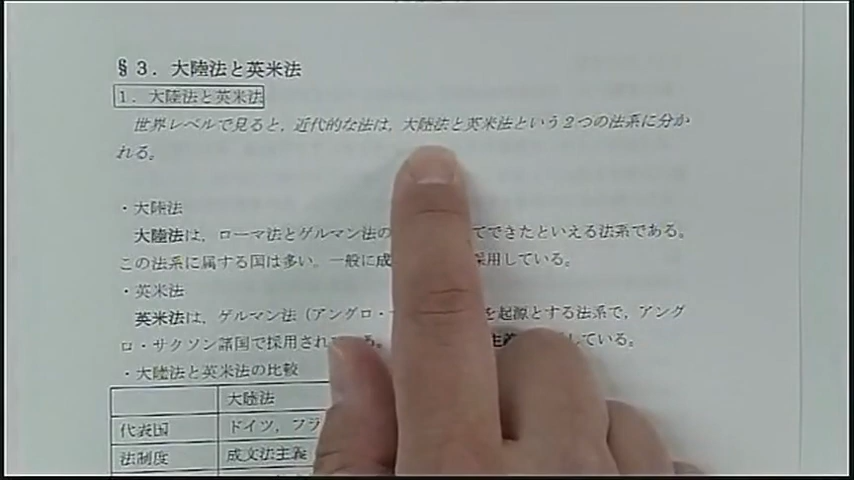 §３．大陸法と英米法
１．大陸法と英米法
世界レベルで見ると，近代的な法は，大陸法と英米法という２つの法系に分か
れる。
・大陸法
大陸法は，ローマ法とゲルマン法の てできたといえる法系である。
この法系に属する国は多い。一般に成 採用している。
・英米法
英米法は，ゲルマン法（アングロ・ を起源とする法系で，アング
ロ・サクソン諸国で採用され る。 している。
・大陸法と英米法の比較
大陸法
代表国 ドイツ，フラ
法制度 成文法主義